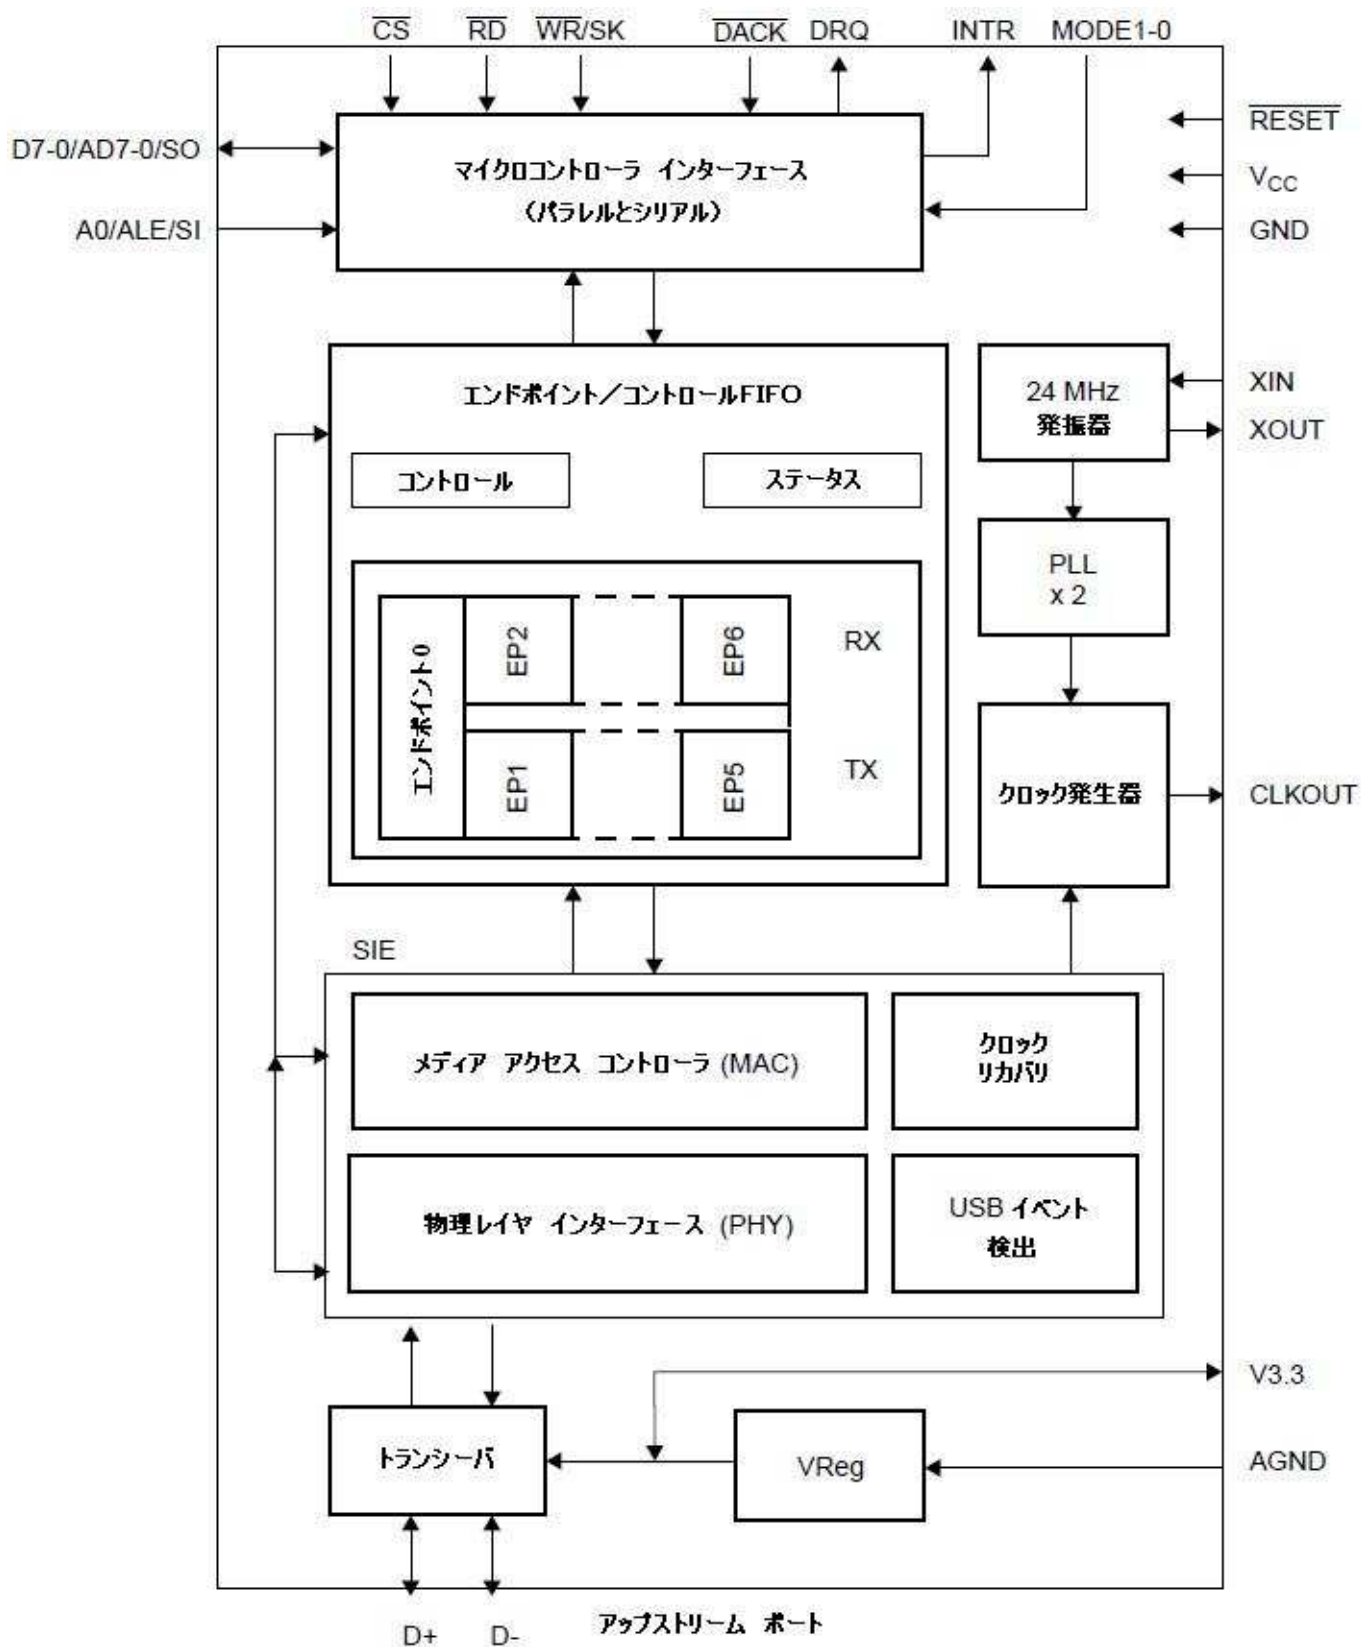 C̅S̅ R̅D̅ W̅R̅/SK D̅A̅C̅K̅ DRQ INTR MODE1-0
D7-0/AD7-0/SO
A0/ALE/SI
マイクロコントローラ インターフェース
(パラレルとシリアル)
R̅E̅S̅E̅T̅
VCC
GND
エンドポイント/コントロールFIFO
コントロール
ステータス
エンドポイント0
EP2
EP6
RX
EP1
EP5
TX
24 MHz
発振器
XIN
XOUT
PLL
x 2
クロック発生器
CLKOUT
SIE
メディア アクセス コントローラ (MAC)
クロック
リカバリ
物理レイヤ インターフェース (PHY)
USB イベント
検出
V3.3
トランシーバ
VReg
AGND
D+ D-
アップストリーム ポート